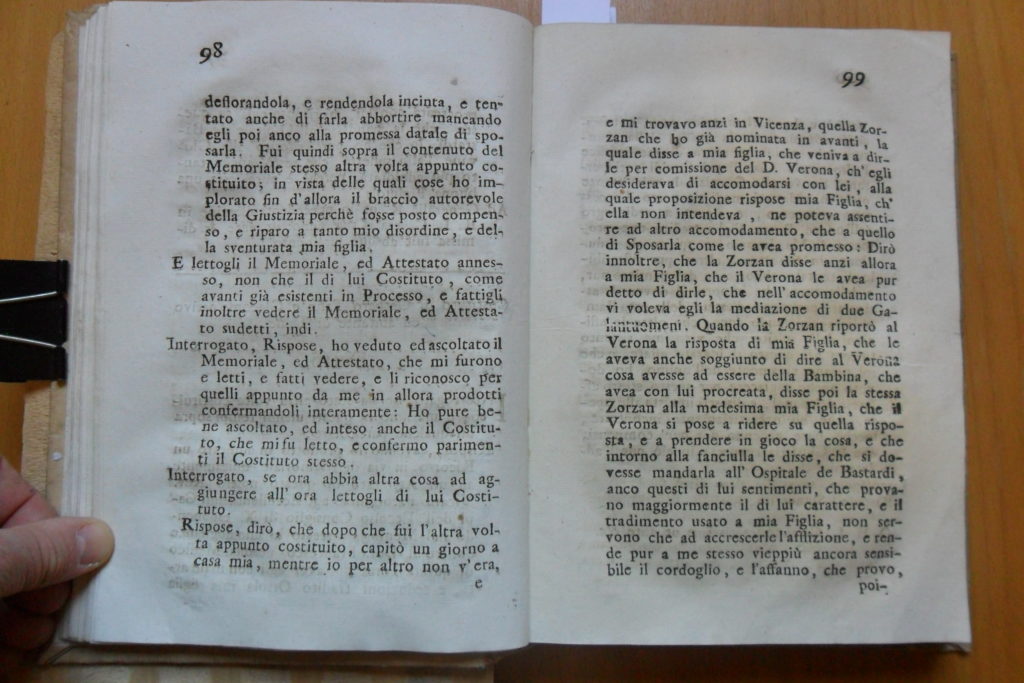 98
deflorandola, e rendendola incinta, e ten-
tato anche di farla abbortire mancando
egli poi anco alla promessa datale di spo-
sarla. Fui quindi sopra il contenuto del
Memoriale stesso altra volta appunto co-
stituito; in vista delle quali cose ho im-
plorato fin d'allora il braccio autorevole
della Giustizia perchè fosse posto compen-
so, e riparo a tanto mio disordine, e del-
la sventurata mia figlia.
E lettogli il Memoriale, ed Attestato annes-
so, non che il di lui Costituto, come
avanti già esistenti in Processo, e fattigli
inoltre vedere il Memoriale, ed Attesta-
to sudetti, indi.
Interrogato, Rispose, ho veduto ed ascoltato il
Memoriale, ed Attestato, che mi furono
e letti, e fatti vedere, e li riconosco per
quelli appunto da me in allora prodotti
confermandoli interamente: Ho pure be-
ne ascoltato, ed inteso anche il Costitu-
to, che mi fu letto, e confermo parimen-
ti il Costituto stesso.
Interrogato, se ora abbia altra cosa ad ag-
giungere all'ora lettogli di lui Costi-
tuto.
Rispose, dirò, che dopo che fui l'altra vol-
ta appunto costituito, capitò un giorno a
casa mia, mentre io per altro non v'era,
e
99
e mi trovavo anzi in Vicenza, quella Zor-
zan che ho già nominata in avanti, la
quale disse a mia figlia, che veniva a dir-
le per comissione del D. Verona, ch'egli
desiderava di accomodarsi con lei, alla
quale proposizione rispose mia Figlia, ch'
ella non intendeva, ne poteva assenti-
re ad altro accomodamento, che a quello
di Sposarla come le avea promesso: Dirò
innoltre, che la Zorzan disse anzi allora
a mia Figlia, che il Verona le avea pur
detto di dirle, che nell'accomodamento
vi voleva egli la mediazione di due Ga-
lantuomeni. Quando la Zorzan riportò al
Verona la risposta di mia Figlia, che le
aveva anche soggiunto di dire al Verona
cosa avesse ad essere della Bambina, che
avea con lui procreata, disse poi la stessa
Zorzan alla medesima mia Figlia, che il
Verona si pose a ridere su quella rispo-
sta, e a prendere in gioco la cosa, e che
intorno alla fanciulla le disse, che si do-
vesse mandarla all'Ospitale de Bastardi,
anco questi di lui sentimenti, che prova-
no maggiormente il di lui carattere, e il
tradimento usato a mia Figlia, non ser-
vono che ad accrescerle l'afflizione, e ren-
de pur a me stesso vieppiù ancora sensi-
bile il cordoglio, e l'affanno, che provo,
poi-